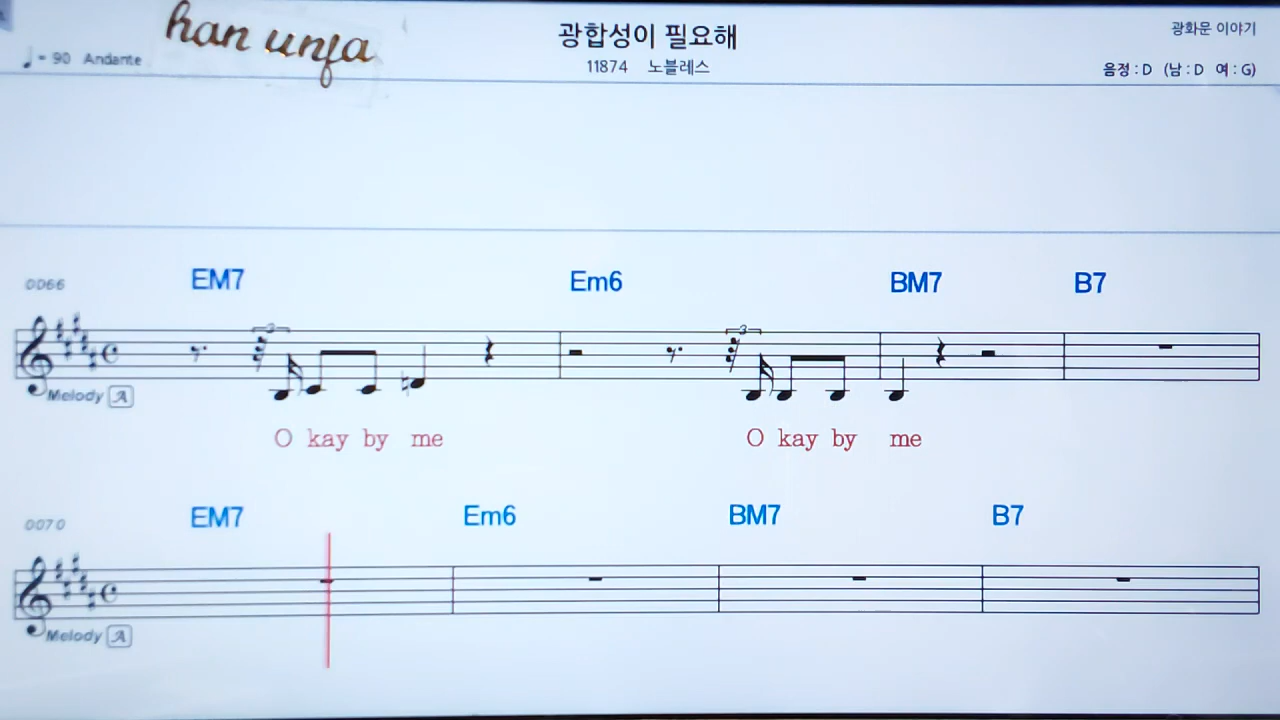 han unfa
광합성이 필요해
광화문 이야기
♩ = 90 Andante
11874 노블레스
음정 : D (남 : D 여 : G)
0066 EM7 Em6 BM7 B7
3 3
Melody A
O kay by me O kay by me
0070 EM7 Em6 BM7 B7
Melody A